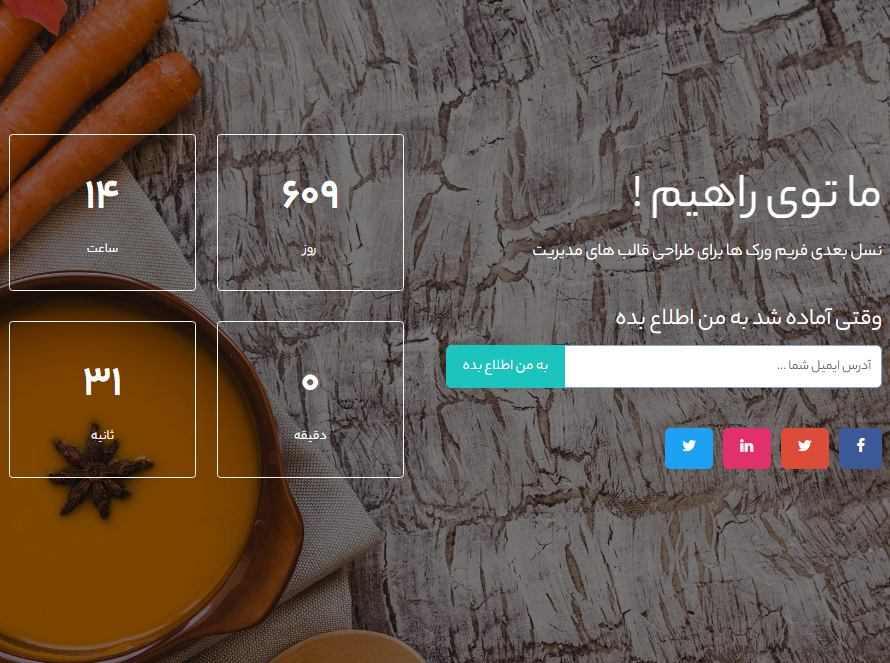 ما توی راهیم !
نسل بعدی فریم ورک ها برای طراحی قالب های مدیریت
وقتی آماده شد به من اطلاع بده
آدرس ایمیل شما ...
به من اطلاع بده
۶۰۹
روز
۱۴
ساعت
۰
دقیقه
۳۱
ثانیه